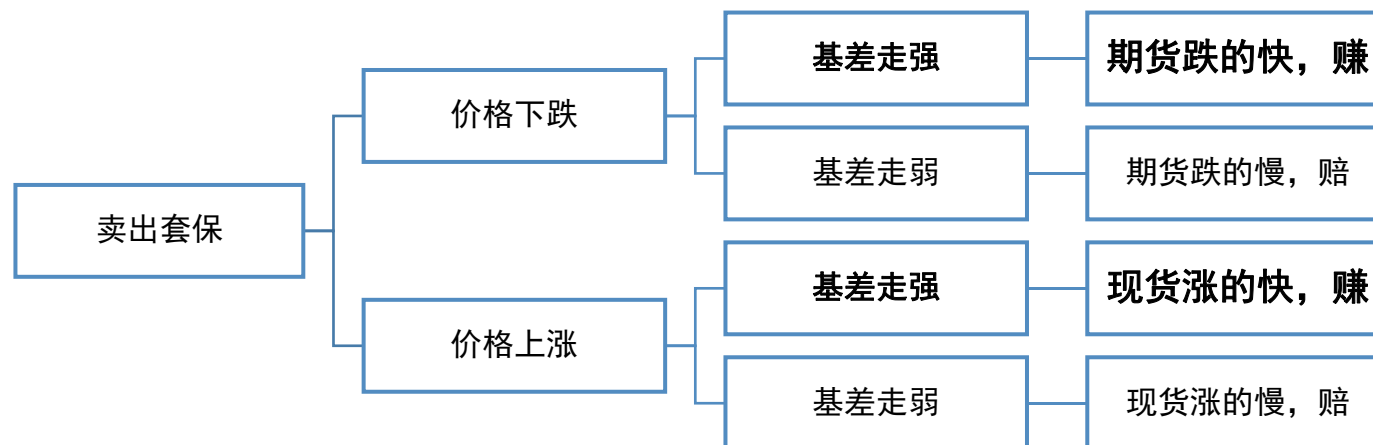 基差走强
期货跌的快，赚
价格下跌
基差走弱
期货跌的慢，赔
卖出套保
基差走强
现货涨的快，赚
价格上涨
基差走弱
现货涨的慢，赔